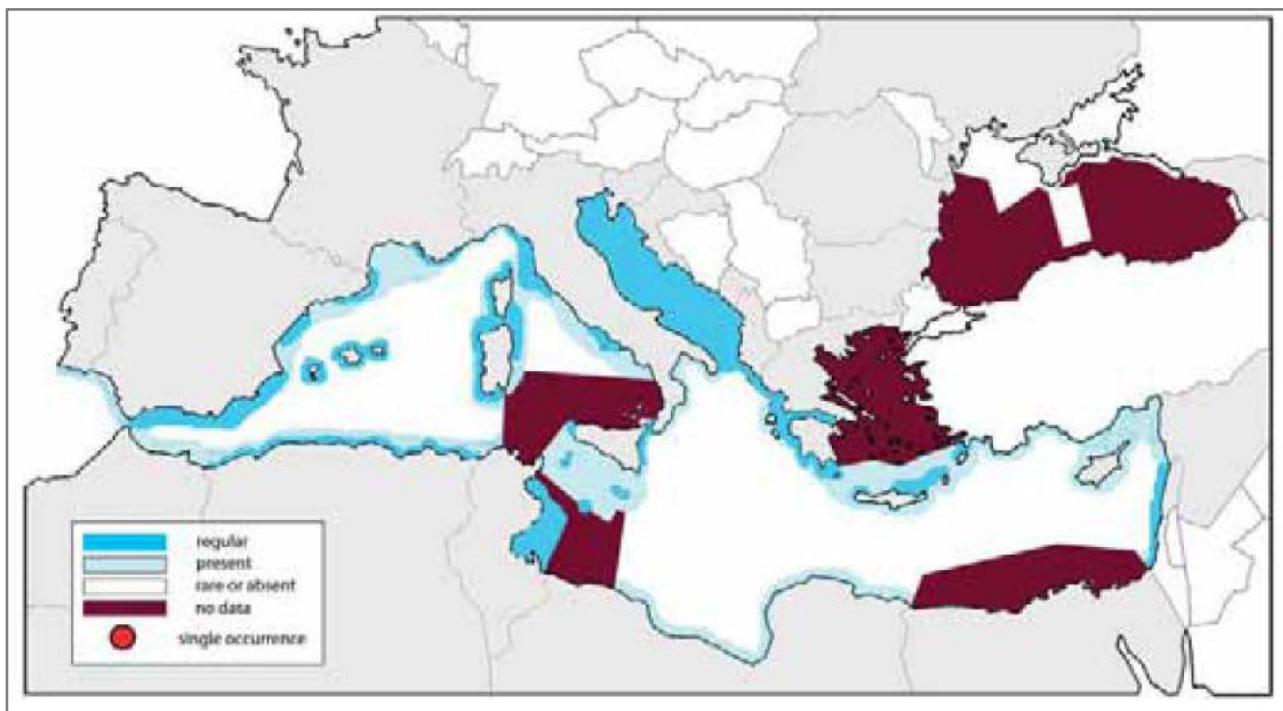 regular
present
rare or absent
no data
single occurrence